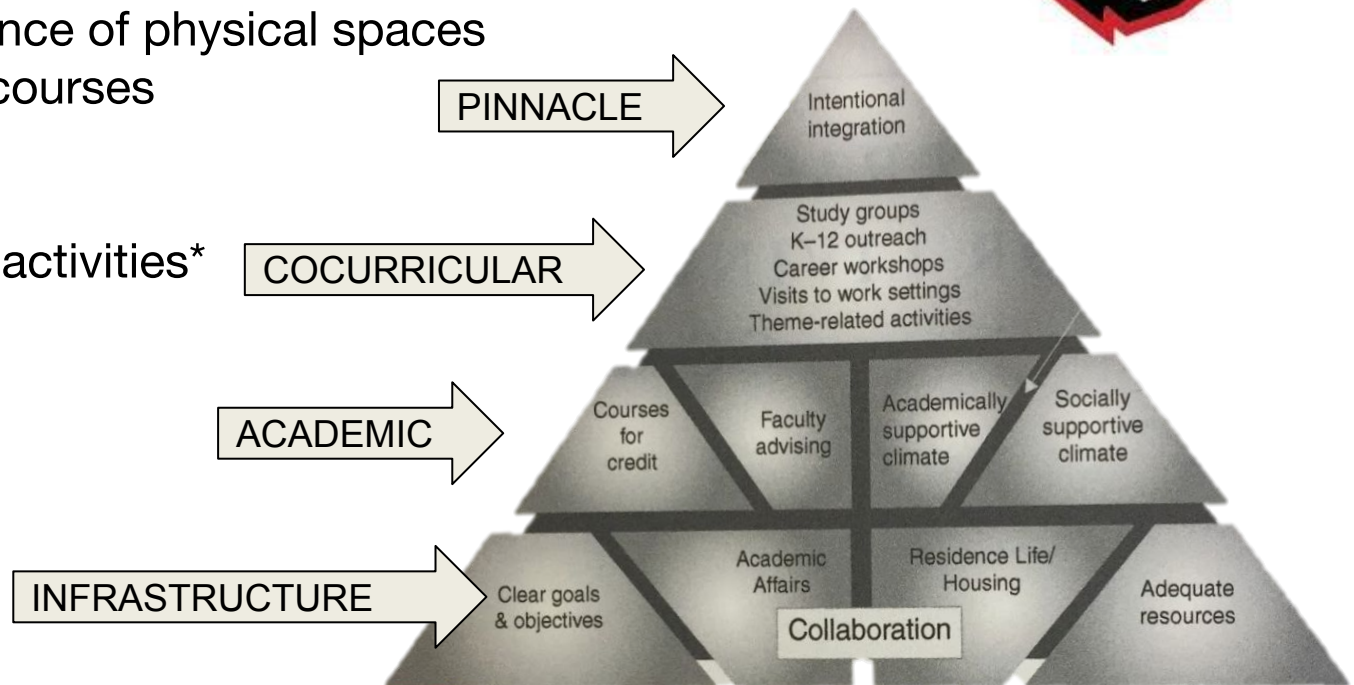 nce of physical spaces
courses
PINNACLE
Intentional
integration
activities*
COCURRICULAR
Study groups
K–12 outreach
Career workshops
Visits to work settings
Theme-related activities
ACADEMIC
Courses
for
credit
Faculty
advising
Academically
supportive
climate
Socially
supportive
climate
INFRASTRUCTURE
Clear goals
& objectives
Academic
Affairs
Residence Life/
Housing
Collaboration
Adequate
resources